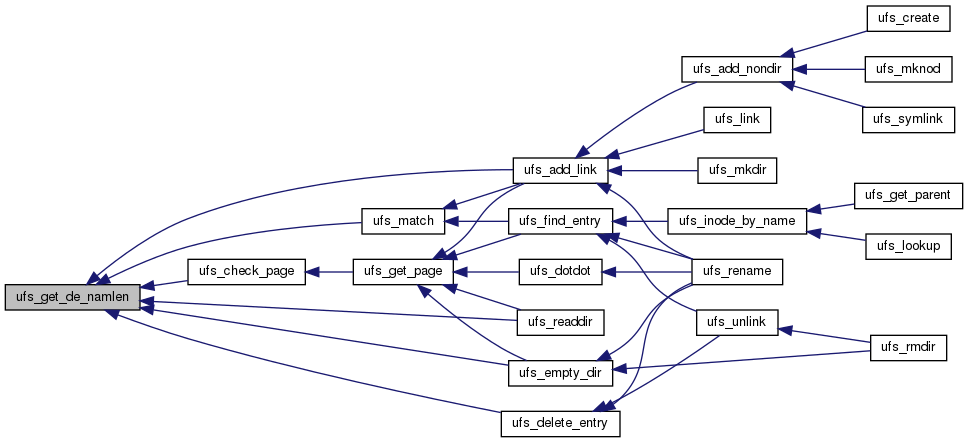 ufs_create
ufs_add_nondir
ufs_mknod
ufs_symlink
ufs_link
ufs_add_link
ufs_mkdir
ufs_get_parent
ufs_match
ufs_find_entry
ufs_inode_by_name
ufs_lookup
ufs_check_page
ufs_get_page
ufs_dotdot
ufs_rename
ufs_get_de_namlen
ufs_readdir
ufs_unlink
ufs_rmdir
ufs_empty_dir
ufs_delete_entry